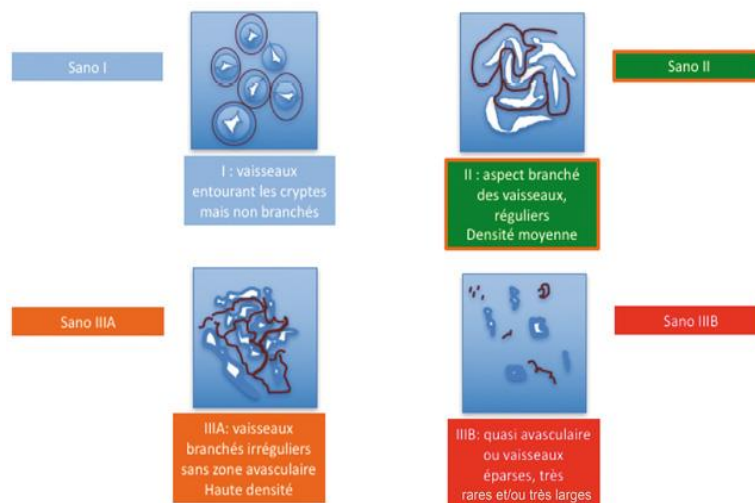 Sano I
Sano II
I : vaisseaux
entourant les cryptes
mais non branchés
II : aspect branché
des vaisseaux,
réguliers
Densité moyenne
Sano IIIA
Sano IIIB
IIIA: vaisseaux
branchés irréguliers
sans zone avasculaire
Haute densité
IIIB: quasi avasculaire
ou vaisseaux
éparses, très
rares et/ou très larges